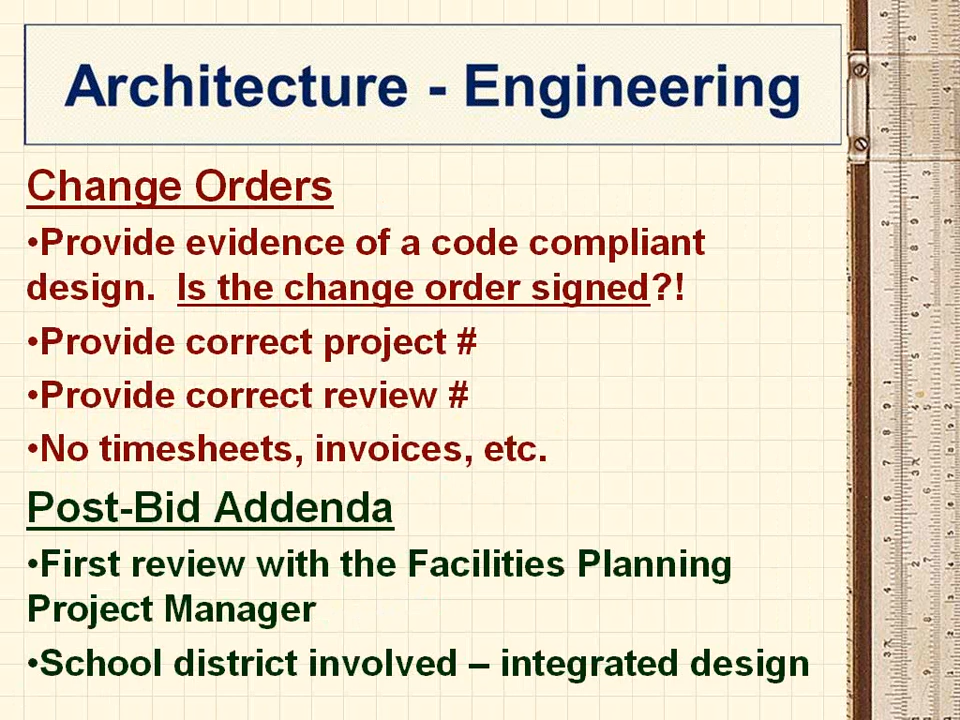 Architecture - Engineering
Change Orders
•Provide evidence of a code compliant
design.  Is the change order signed?!
•Provide correct project #
•Provide correct review #
•No timesheets, invoices, etc.
Post-Bid Addenda
•First review with the Facilities Planning
Project Manager
•School district involved – integrated design